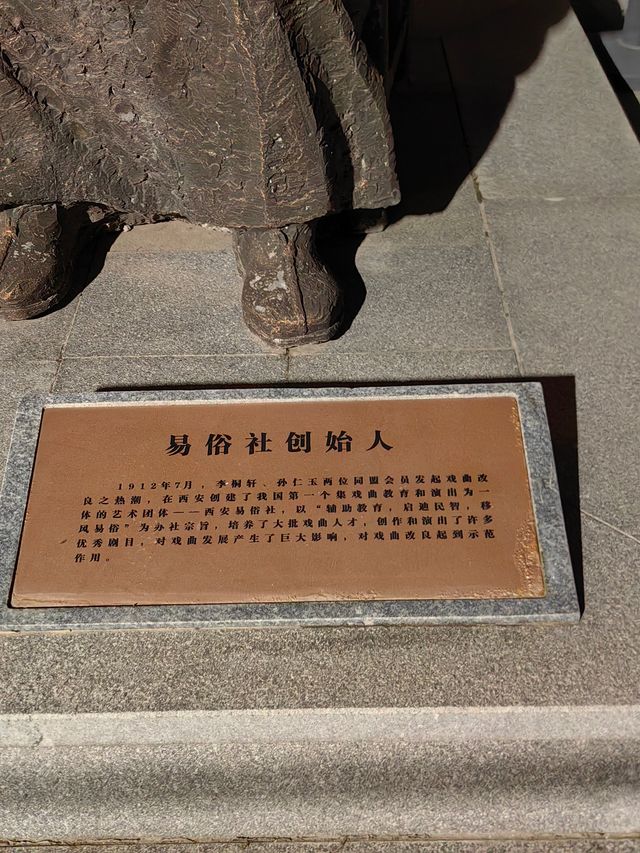 易俗社创始人
1912年7月，李桐轩、孙仁玉两位同盟会员发起戏曲改
良之热潮，在西安创建了我国第一个集戏曲教育和演出为一
体的艺术团体——西安易俗社，以“辅助教育，启迪民智，移
风易俗”为办社宗旨，培养了大批戏曲人才，创作和演出了许多
优秀剧目，对戏曲发展产生了巨大影响，对戏曲改良起到示范
作用。